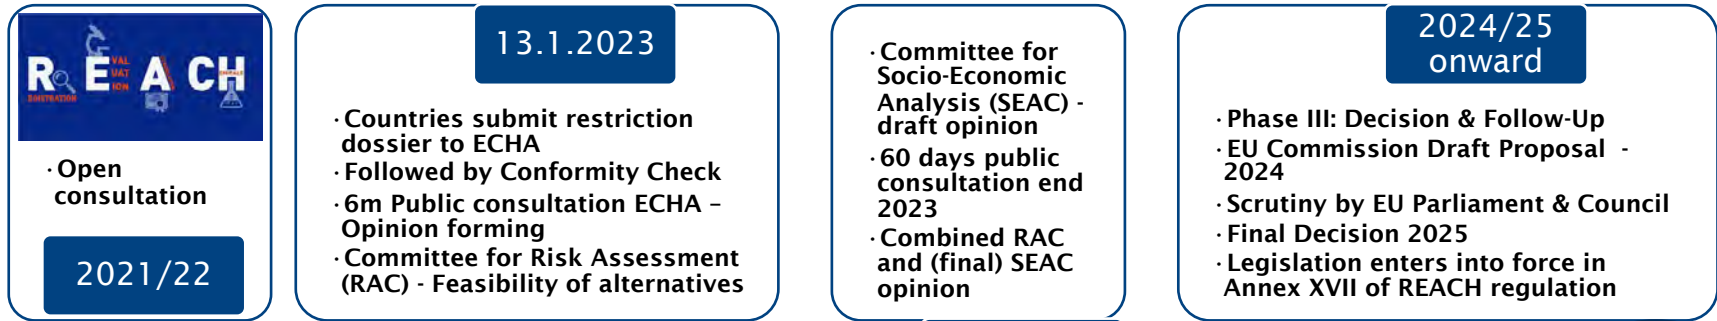 REACH
VAL
UAT
ION
· Open
consultation
2021/22
13.1.2023
· Countries submit restriction
dossier to ECHA
· Followed by Conformity Check
· 6m Public consultation ECHA –
Opinion forming
· Committee for Risk Assessment
(RAC) - Feasibility of alternatives
· Committee for
Socio-Economic
Analysis (SEAC) -
draft opinion
· 60 days public
consultation end
2023
· Combined RAC
and (final) SEAC
opinion
2024/25
onward
· Phase III: Decision & Follow-Up
· EU Commission Draft Proposal -
2024
· Scrutiny by EU Parliament & Council
· Final Decision 2025
· Legislation enters into force in
Annex XVII of REACH regulation